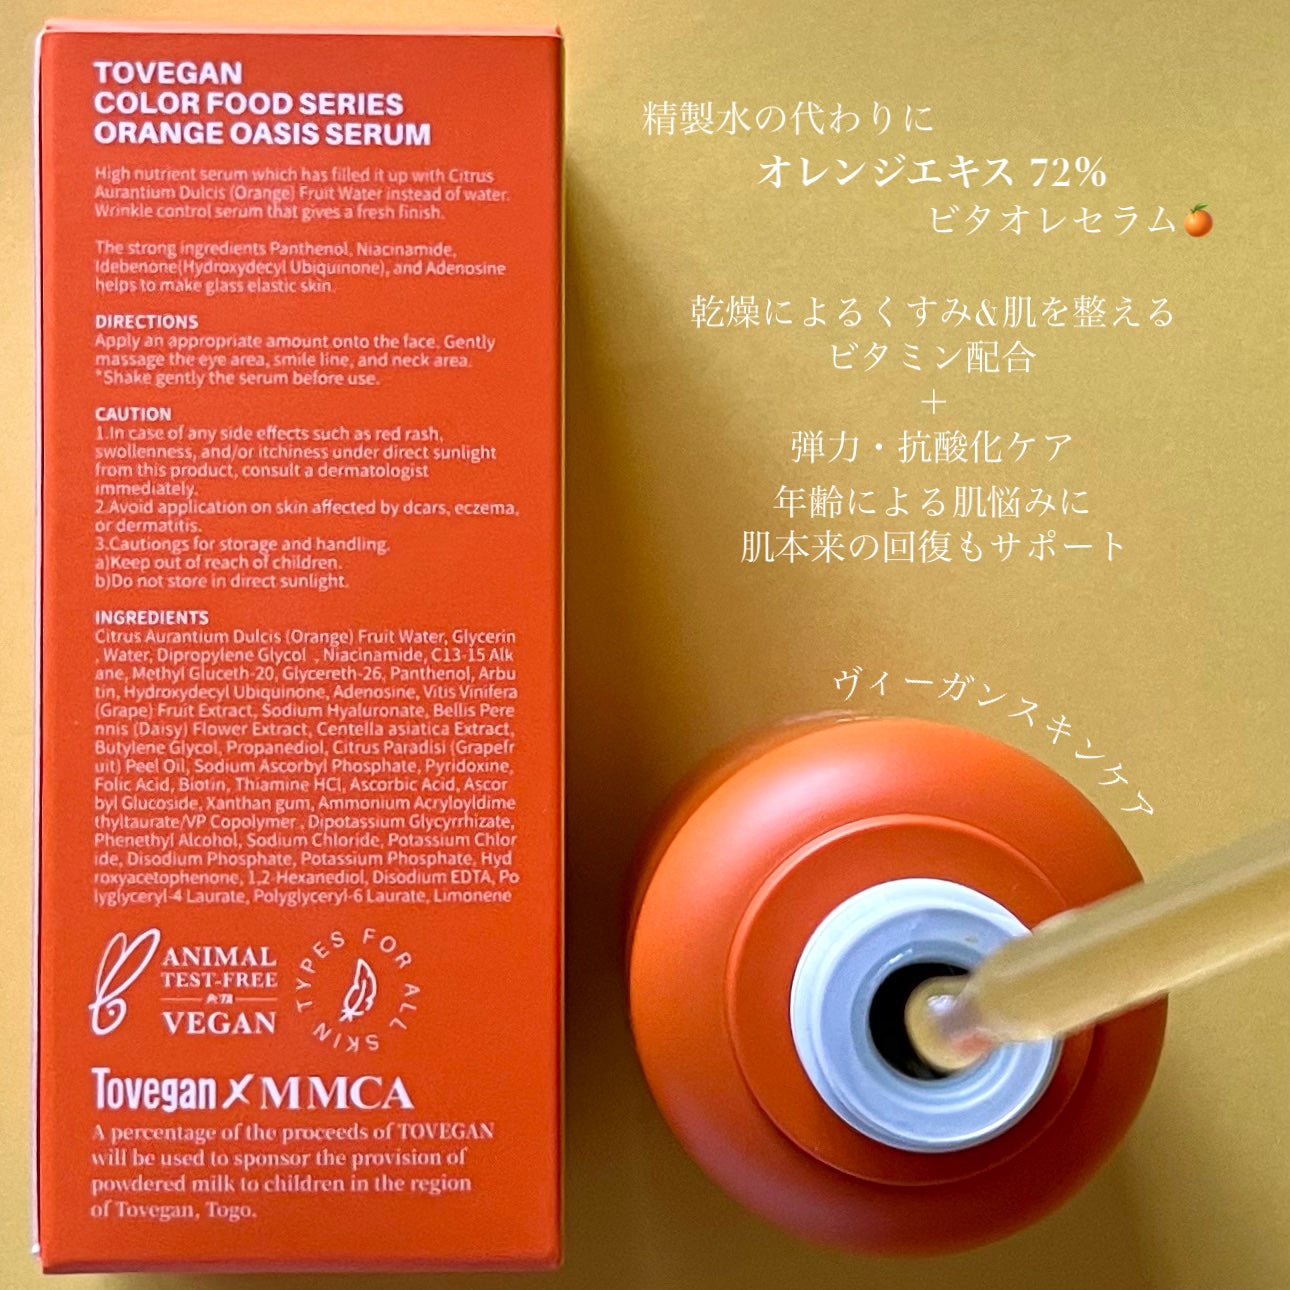 TOVEGAN
COLOR FOOD SERIES
ORANGE OASIS SERUM
High nutrient serum which has filled it up with Citrus
Aurantium Dulcis (Orange) Fruit Water instead of water.
Wrinkle control serum that gives a fresh finish.
The strong ingredients Panthenol, Niacinamide,
Idebenone(Hydroxydecyl Ubiquinone), and Adenosine
helps to make glass elastic skin.
DIRECTIONS
Apply an appropriate amount onto the face. Gently
massage the eye area, smile line, and neck area.
*Shake gently the serum before use.
CAUTION
1.In case of any side effects such as red rash,
swollenness, and/or itchiness under direct sunlight
from this product, consult a dermatologist
immediately.
2.Avoid application on skin affected by dcars, eczema,
or dermatitis.
3.Cautiongs for storage and handling.
a)Keep out of reach of children.
b)Do not store in direct sunlight.
INGREDIENTS
Citrus Aurantium Dulcis (Orange) Fruit Water, Glycerin
, Water, Dipropylene Glycol , Niacinamide, C13-15 Alk
ane, Methyl Gluceth-20, Glycereth-26, Panthenol, Arbu
tin, Hydroxydecyl Ubiquinone, Adenosine, Vitis Vinifera
(Grape) Fruit Extract, Sodium Hyaluronate, Bellis Pere
nnis (Daisy) Flower Extract, Centella asiatica Extract,
Butylene Glycol, Propanediol, Citrus Paradisi (Grapefr
uit) Peel Oil, Sodium Ascorbyl Phosphate, Pyridoxine,
Folic Acid, Biotin, Thiamine HCl, Ascorbic Acid, Ascor
byl Glucoside, Xanthan gum, Ammonium Acryloyldime
thyltaurate/VP Copolymer , Dipotassium Glycyrrhizate,
Phenethyl Alcohol, Sodium Chloride, Potassium Chlor
ide, Disodium Phosphate, Potassium Phosphate, Hyd
roxyacetophenone, 1,2-Hexanediol, Disodium EDTA, Po
lyglyceryl-4 Laurate, Polyglyceryl-6 Laurate, Limonene
ANIMAL
TEST-FREE
PeTA
VEGAN
TYPES FOR ALL SKIN
Tovegan X MMCA
A percentage of the proceeds of TOVEGAN
will be used to sponsor the provision of
powdered milk to children in the region
of Tovegan, Togo.
精製水の代わりに
オレンジエキス 72%
ビタオレセラム🍊
乾燥によるくすみ&肌を整える
ビタミン配合
+
弾力・抗酸化ケア
年齢による肌悩みに
肌本来の回復もサポート
ヴィーガンスキンケア